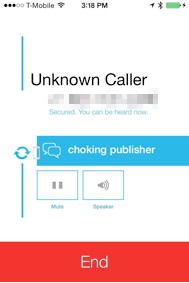 T-Mobile 3:18 PM
Unknown Caller
Secured. You can be heard now.
choking publisher
Mute Speaker
End